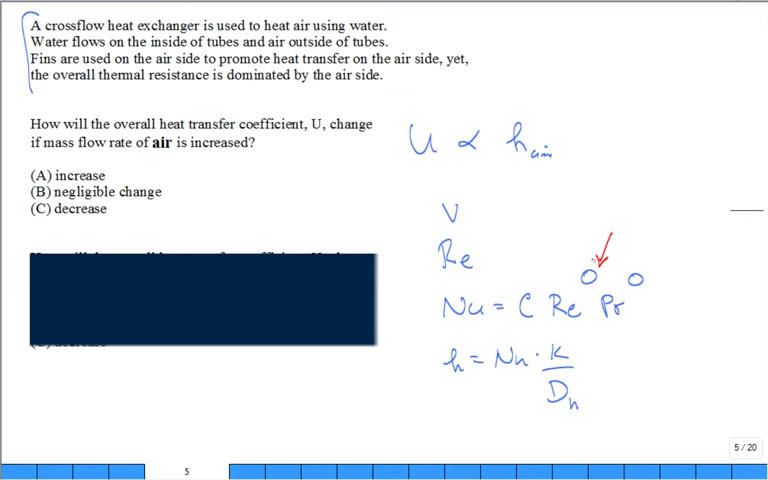 A crossflow heat exchanger is used to heat air using water.
Water flows on the inside of tubes and air outside of tubes.
Fins are used on the air side to promote heat transfer on the air side, yet,
the overall thermal resistance is dominated by the air side.
How will the overall heat transfer coefficient, U, change
if mass flow rate of air is increased?
U ∝ h air
(A) increase
(B) negligible change
(C) decrease
V
Re
Nu = C Re Pr
h = Nu · K / D h
5 / 20
5